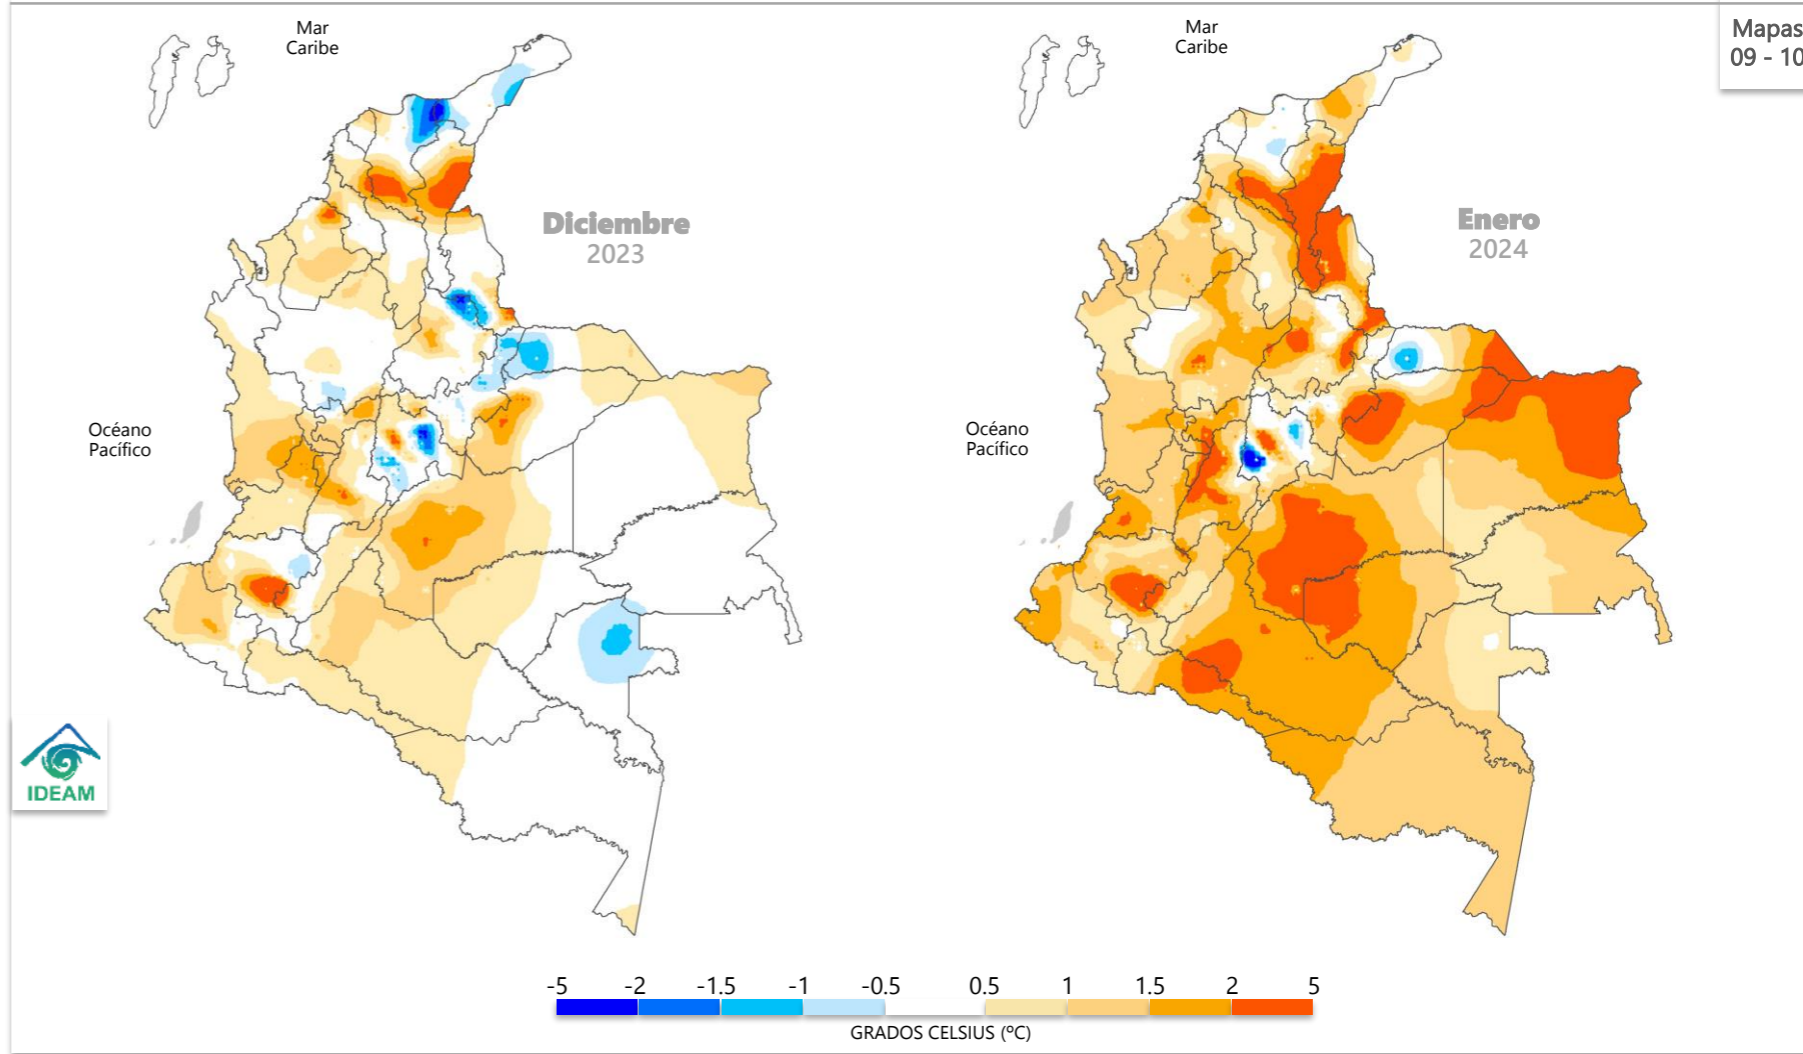 Mar
Caribe
Mar
Caribe
Mapas
09 - 10
Diciembre
2023
Enero
2024
Océano
Pacífico
Océano
Pacífico
IDEAM
-5 -2 -1.5 -1 -0.5 0.5 1 1.5 2 5
GRADOS CELSIUS (ºC)